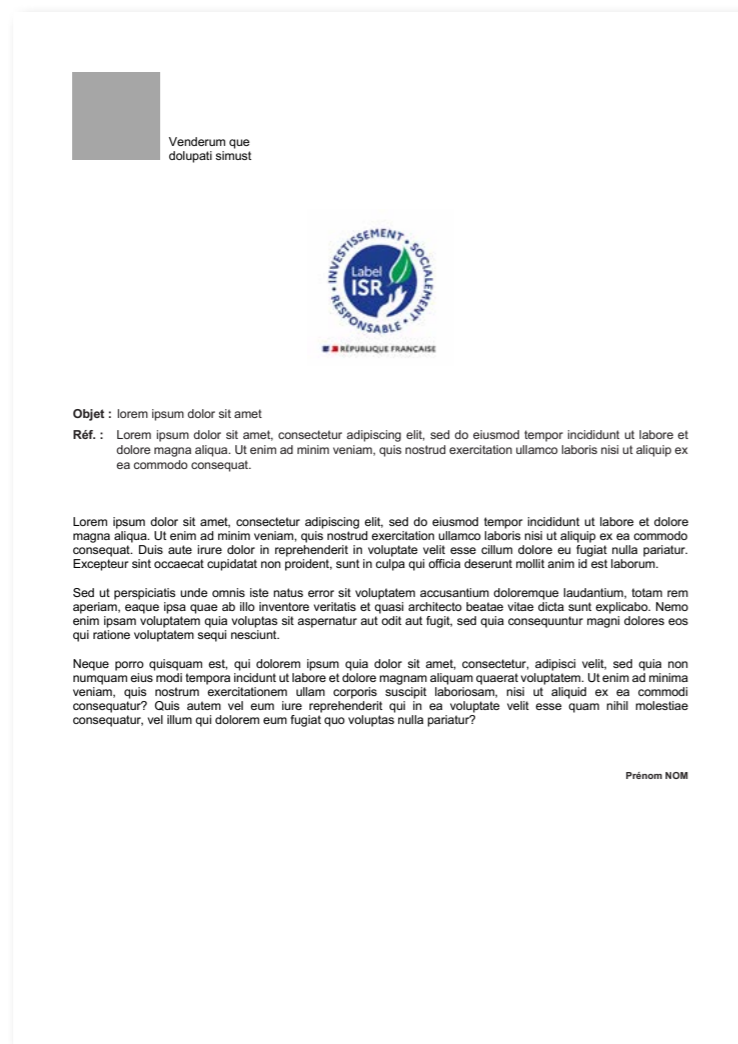 Venderum que
dolupati simust
INVESTISSEMENT • SOCIALEMENT • RESPONSABLE •
Label
ISR
RÉPUBLIQUE FRANÇAISE
Objet : lorem ipsum dolor sit amet
Réf. : Lorem ipsum dolor sit amet, consectetur adipiscing elit, sed do eiusmod tempor incididunt ut labore et
dolore magna aliqua. Ut enim ad minim veniam, quis nostrud exercitation ullamco laboris nisi ut aliquip ex
ea commodo consequat.
Lorem ipsum dolor sit amet, consectetur adipiscing elit, sed do eiusmod tempor incididunt ut labore et dolore
magna aliqua. Ut enim ad minim veniam, quis nostrud exercitation ullamco laboris nisi ut aliquip ex ea commodo
consequat. Duis aute irure dolor in reprehenderit in voluptate velit esse cillum dolore eu fugiat nulla pariatur.
Excepteur sint occaecat cupidatat non proident, sunt in culpa qui officia deserunt mollit anim id est laborum.
Sed ut perspiciatis unde omnis iste natus error sit voluptatem accusantium doloremque laudantium, totam rem
aperiam, eaque ipsa quae ab illo inventore veritatis et quasi architecto beatae vitae dicta sunt explicabo. Nemo
enim ipsam voluptatem quia voluptas sit aspernatur aut odit aut fugit, sed quia consequuntur magni dolores eos
qui ratione voluptatem sequi nesciunt.
Neque porro quisquam est, qui dolorem ipsum quia dolor sit amet, consectetur, adipisci velit, sed quia non
numquam eius modi tempora incidunt ut labore et dolore magnam aliquam quaerat voluptatem. Ut enim ad minima
veniam, quis nostrum exercitationem ullam corporis suscipit laboriosam, nisi ut aliquid ex ea commodi
consequatur? Quis autem vel eum iure reprehenderit qui in ea voluptate velit esse quam nihil molestiae
consequatur, vel illum qui dolorem eum fugiat quo voluptas nulla pariatur?
Prénom NOM